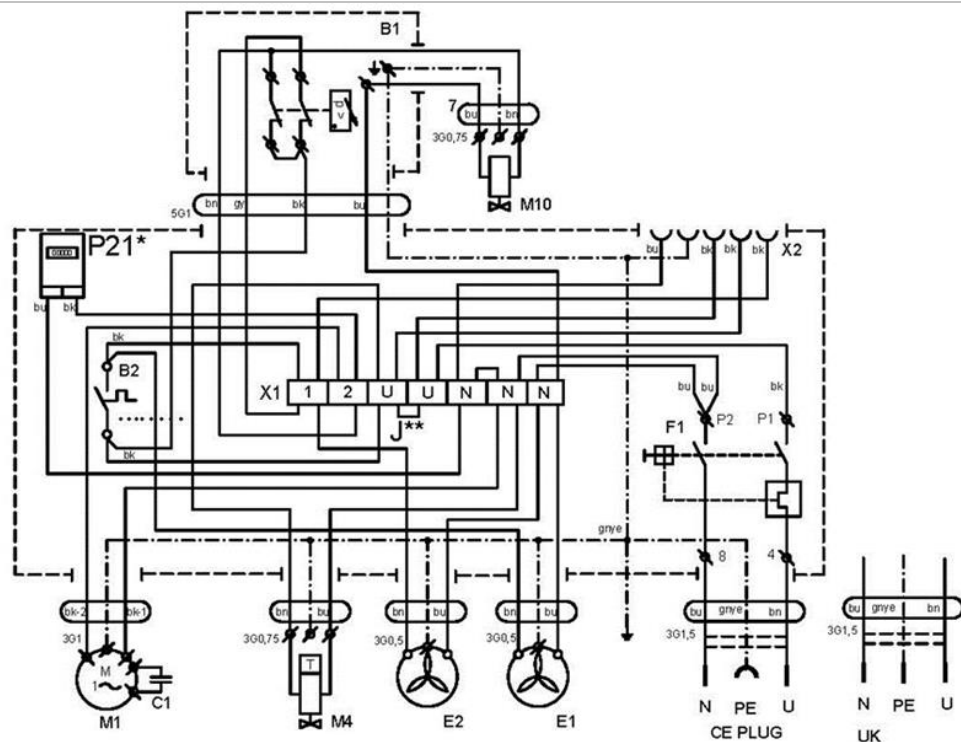 B1
7
bu
bn
3G0,75
P
M10
bn
gy
bk
bu
5G1
P21*
bu
bk
bk
B2
bk
bu
bk
bk
bk
X2
X1
1
2
U
U
N
N
N
J**
bu
bu
bk
F1
P2
P1
8
4
gnye
bk-2
bk-1
bn
bu
bn
bu
bn
bu
bu
gnye
bn
bu
gnye
bn
3G1
3G0,75
3G0,5
3G0,5
3G1,5
3G1,5
M
1
C1
T
M1
M4
E2
E1
N
PE
U
N
PE
U
CE PLUG
UK